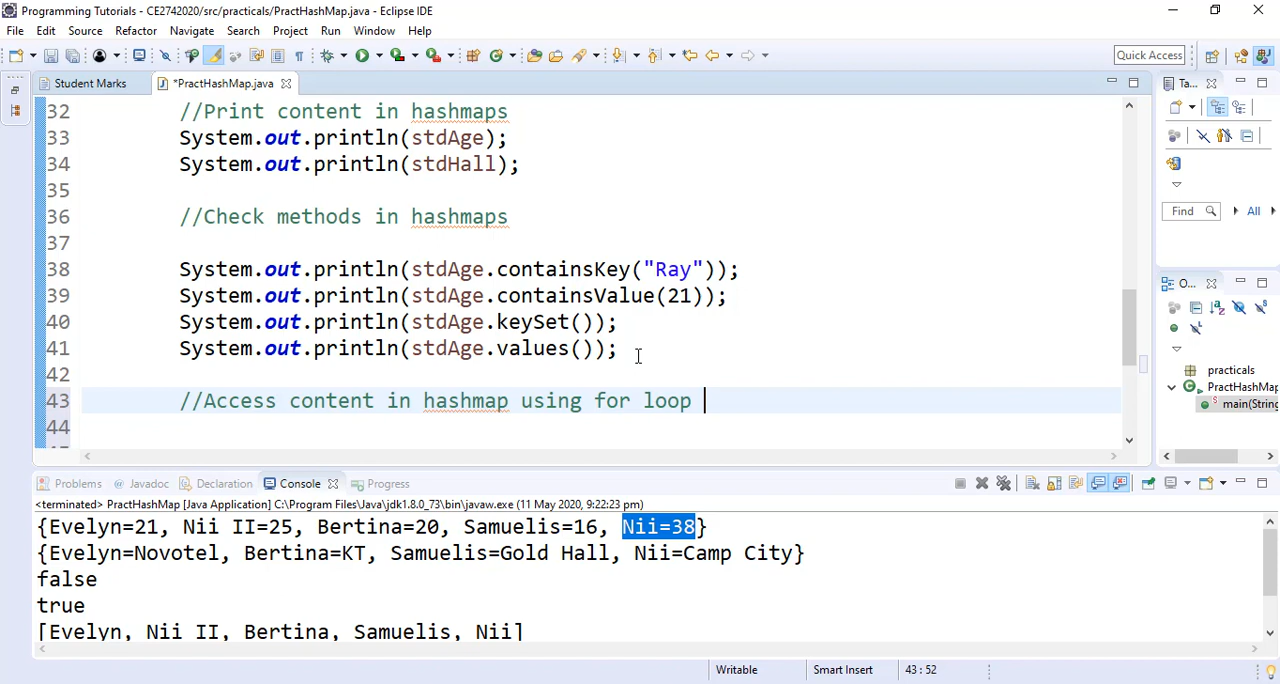 Programming Tutorials - CE2742020/src/practicals/PractHashMap.java - Eclipse IDE
File Edit Source Refactor Navigate Search Project Run Window Help
Quick Access
Student Marks *PractHashMap.java Ta...
32 //Print content in hashmaps
33 System.out.println(stdAge);
34 System.out.println(stdHall);
35
36 //Check methods in hashmaps
37
38 System.out.println(stdAge.containsKey("Ray"));
39 System.out.println(stdAge.containsValue(21));
40 System.out.println(stdAge.keySet());
41 System.out.println(stdAge.values());
42
43 //Access content in hashmap using for loop
44
Find All
O...
practicals
PractHashMap
main(String
Problems Javadoc Declaration Console Progress
<terminated> PractHashMap [Java Application] C:\Program Files\Java\jdk1.8.0_73\bin\javaw.exe (11 May 2020, 9:22:23 pm)
{Evelyn=21, Nii II=25, Bertina=20, Samuelis=16, Nii=38}
{Evelyn=Novotel, Bertina=KT, Samuelis=Gold Hall, Nii=Camp City}
false
true
[Evelyn, Nii II, Bertina, Samuelis, Nii]
Writable Smart Insert 43 : 52